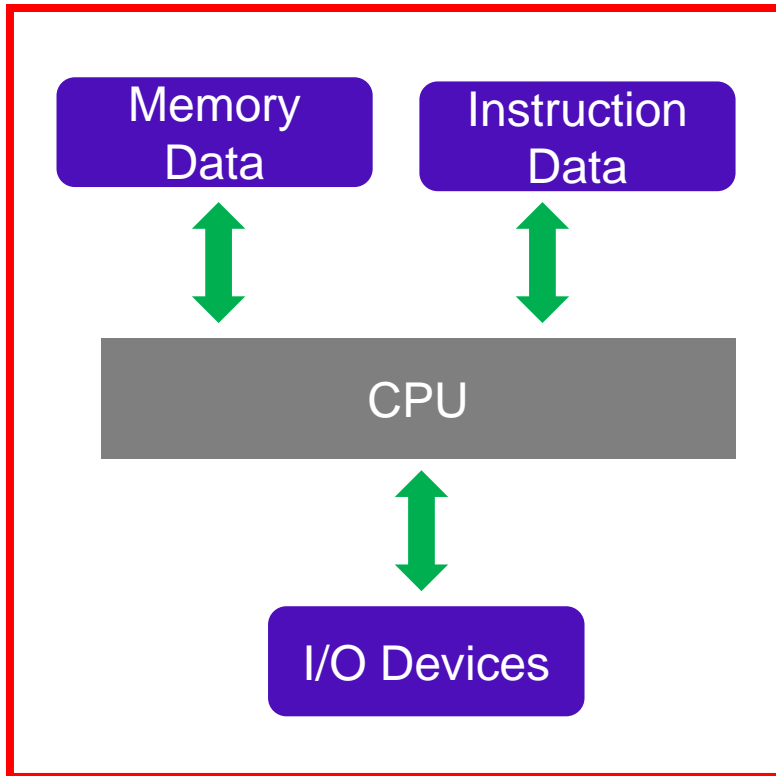 Memory
Data
Instruction
Data
CPU
I/O Devices